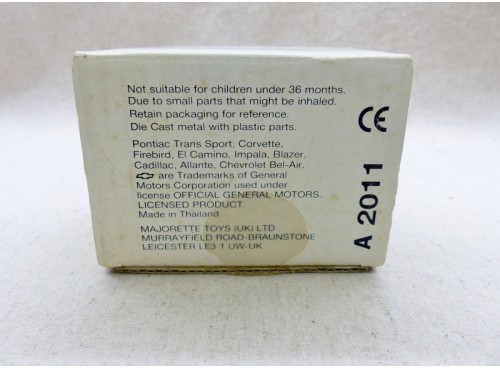 Not suitable for children under 36 months.
Due to small parts that might be inhaled.
Retain packaging for reference.
Die Cast metal with plastic parts.
Pontiac Trans Sport, Corvette,
Firebird, El Camino, Impala, Blazer,
Cadillac, Allante, Chevrolet Bel-Air,
are Trademarks of General
Motors Corporation used under
license OFFICIAL GENERAL MOTORS.
LICENSED PRODUCT.
Made in Thailand
MAJORETTE TOYS (UK) LTD
MURRAYFIELD ROAD-BRAUNSTONE
LEICESTER LE3 1 UW-UK
CE
A 2011